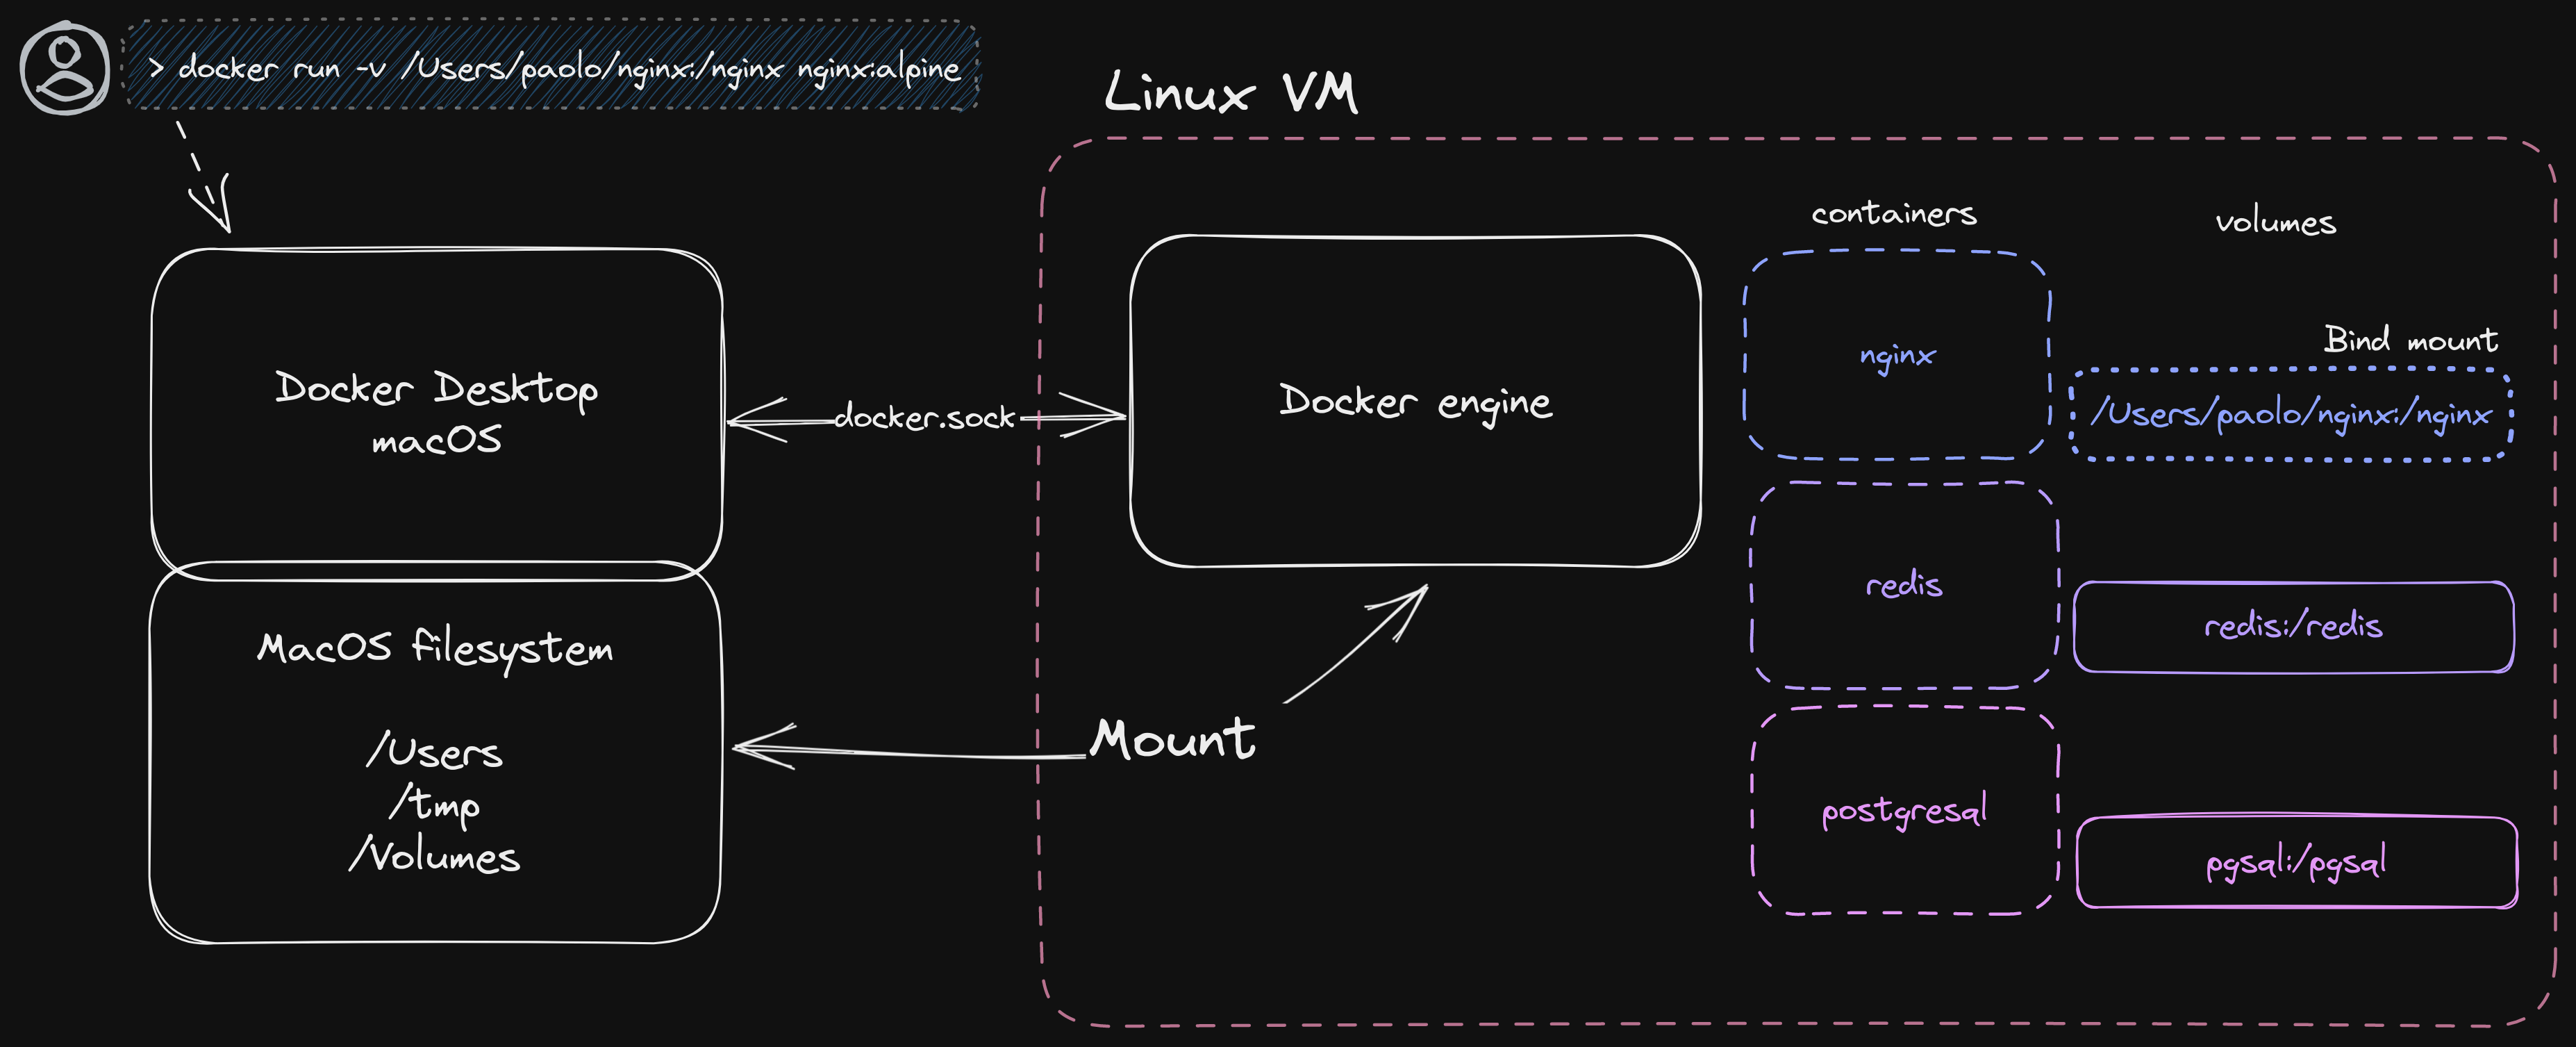 > docker run -v /Users/paolo/nginx:/nginx nginx:alpine
Linux VM
containers
volumes
Docker Desktop
macOS
docker.sock
Docker engine
nginx
Bind mount
/Users/paolo/nginx:/nginx
redis
redis:/redis
MacOS filesystem
/Users
/tmp
/Volumes
Mount
postgresql
pgsql:/pgsql